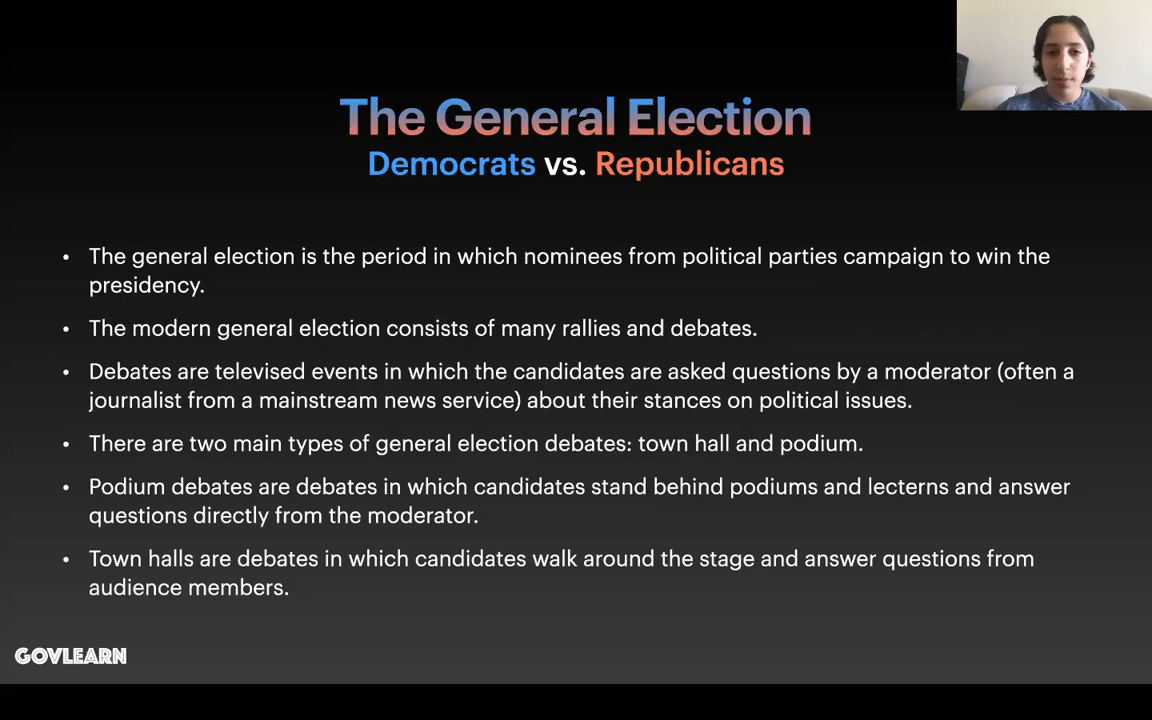 The General Election
Democrats vs. Republicans
• The general election is the period in which nominees from political parties campaign to win the
presidency.
• The modern general election consists of many rallies and debates.
• Debates are televised events in which the candidates are asked questions by a moderator (often a
journalist from a mainstream news service) about their stances on political issues.
• There are two main types of general election debates: town hall and podium.
• Podium debates are debates in which candidates stand behind podiums and lecterns and answer
questions directly from the moderator.
• Town halls are debates in which candidates walk around the stage and answer questions from
audience members.
GOVLEARN